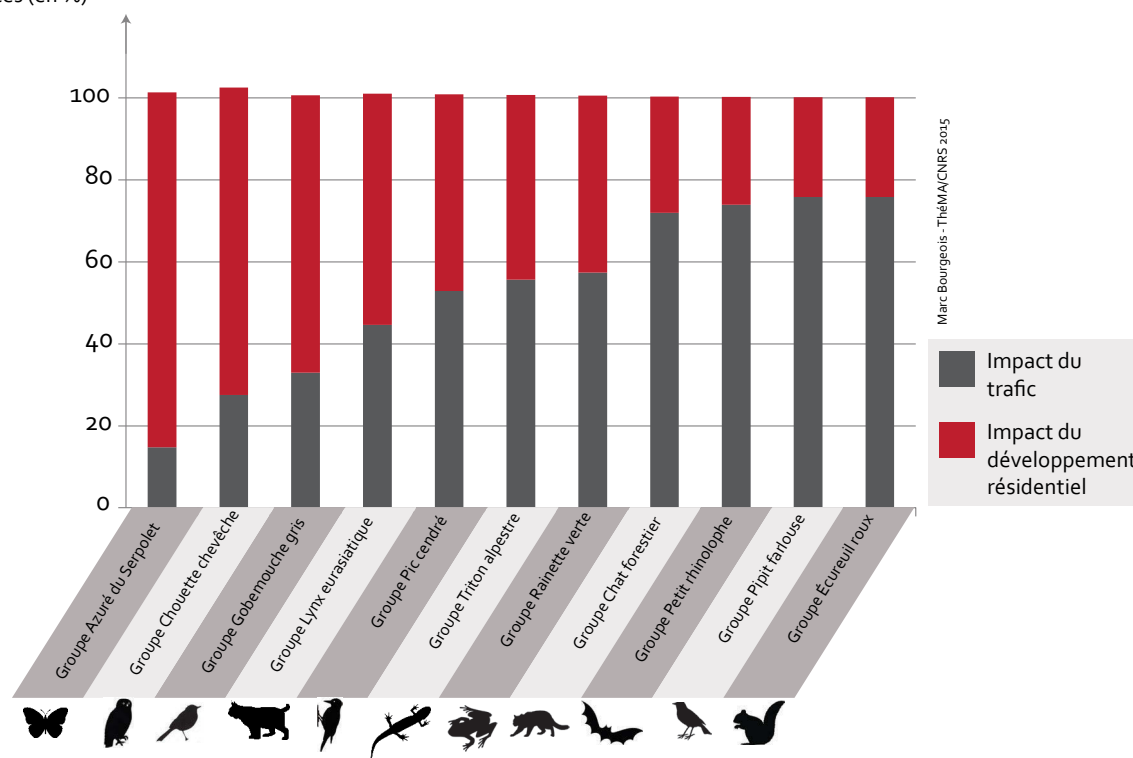 (en %)
100
80
60
40
20
0
Marc Bourgeois - ThéMA/CNRS 2015
Impact du
trafic
Impact du
développement
résidentiel
Groupe Azuré du Serpolet
Groupe Chouette chevêche
Groupe Gobemouche gris
Groupe Lynx eurasiatique
Groupe Pic cendré
Groupe Triton alpestre
Groupe Rainette verte
Groupe Chat forestier
Groupe Petit rhinolophe
Groupe Pipit farlouse
Groupe Écureuil roux